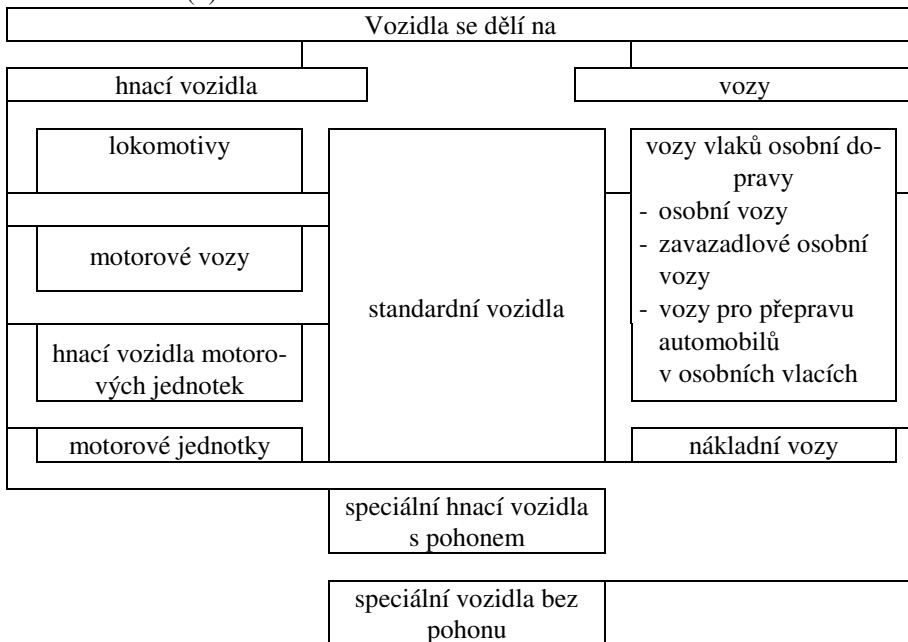 Vozidla se dělí na
hnací vozidla
vozy
lokomotivy
motorové vozy
hnací vozidla motoro-
vých jednotek
motorové jednotky
standardní vozidla
vozy vlaků osobní do-
pravy
- osobní vozy
- zavazadlové osobní
vozy
- vozy pro přepravu
automobilů
v osobních vlacích
nákladní vozy
speciální hnací vozidla
s pohonem
speciální vozidla bez
pohonu